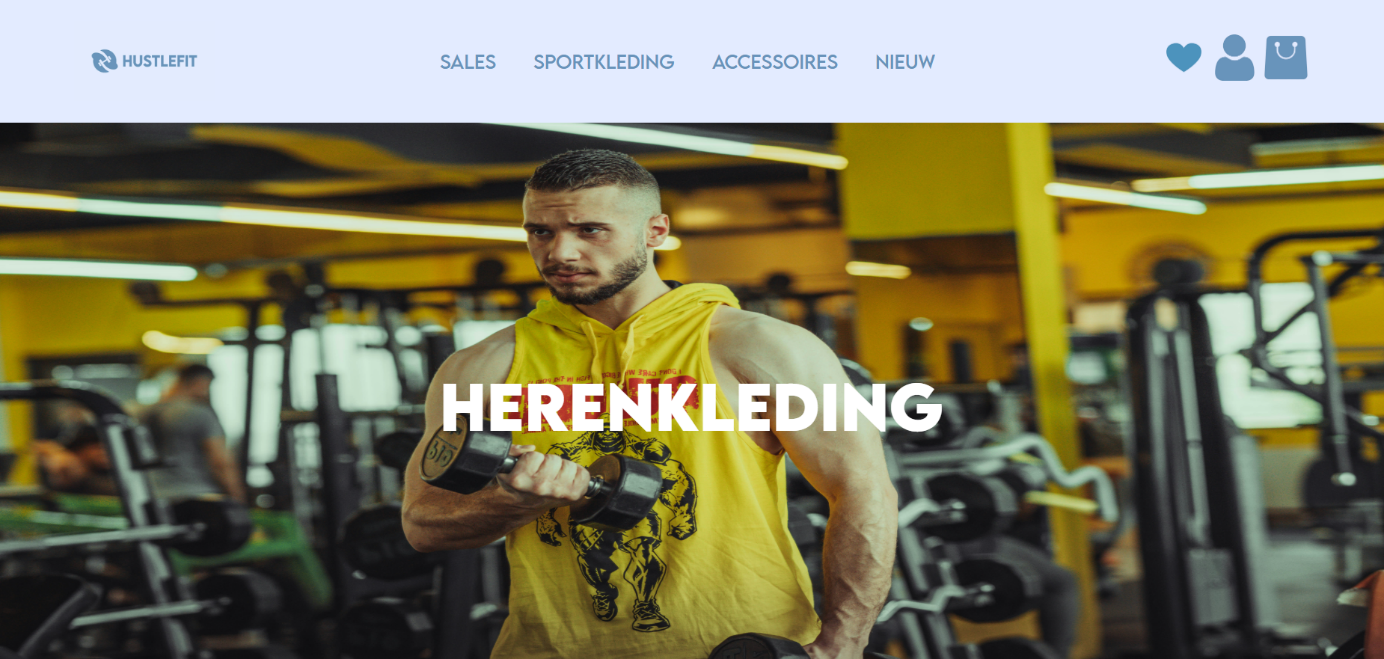 HUSTLEFIT
SALES SPORTKLEDING ACCESSOIRES NIEUW
HERENKLEDING